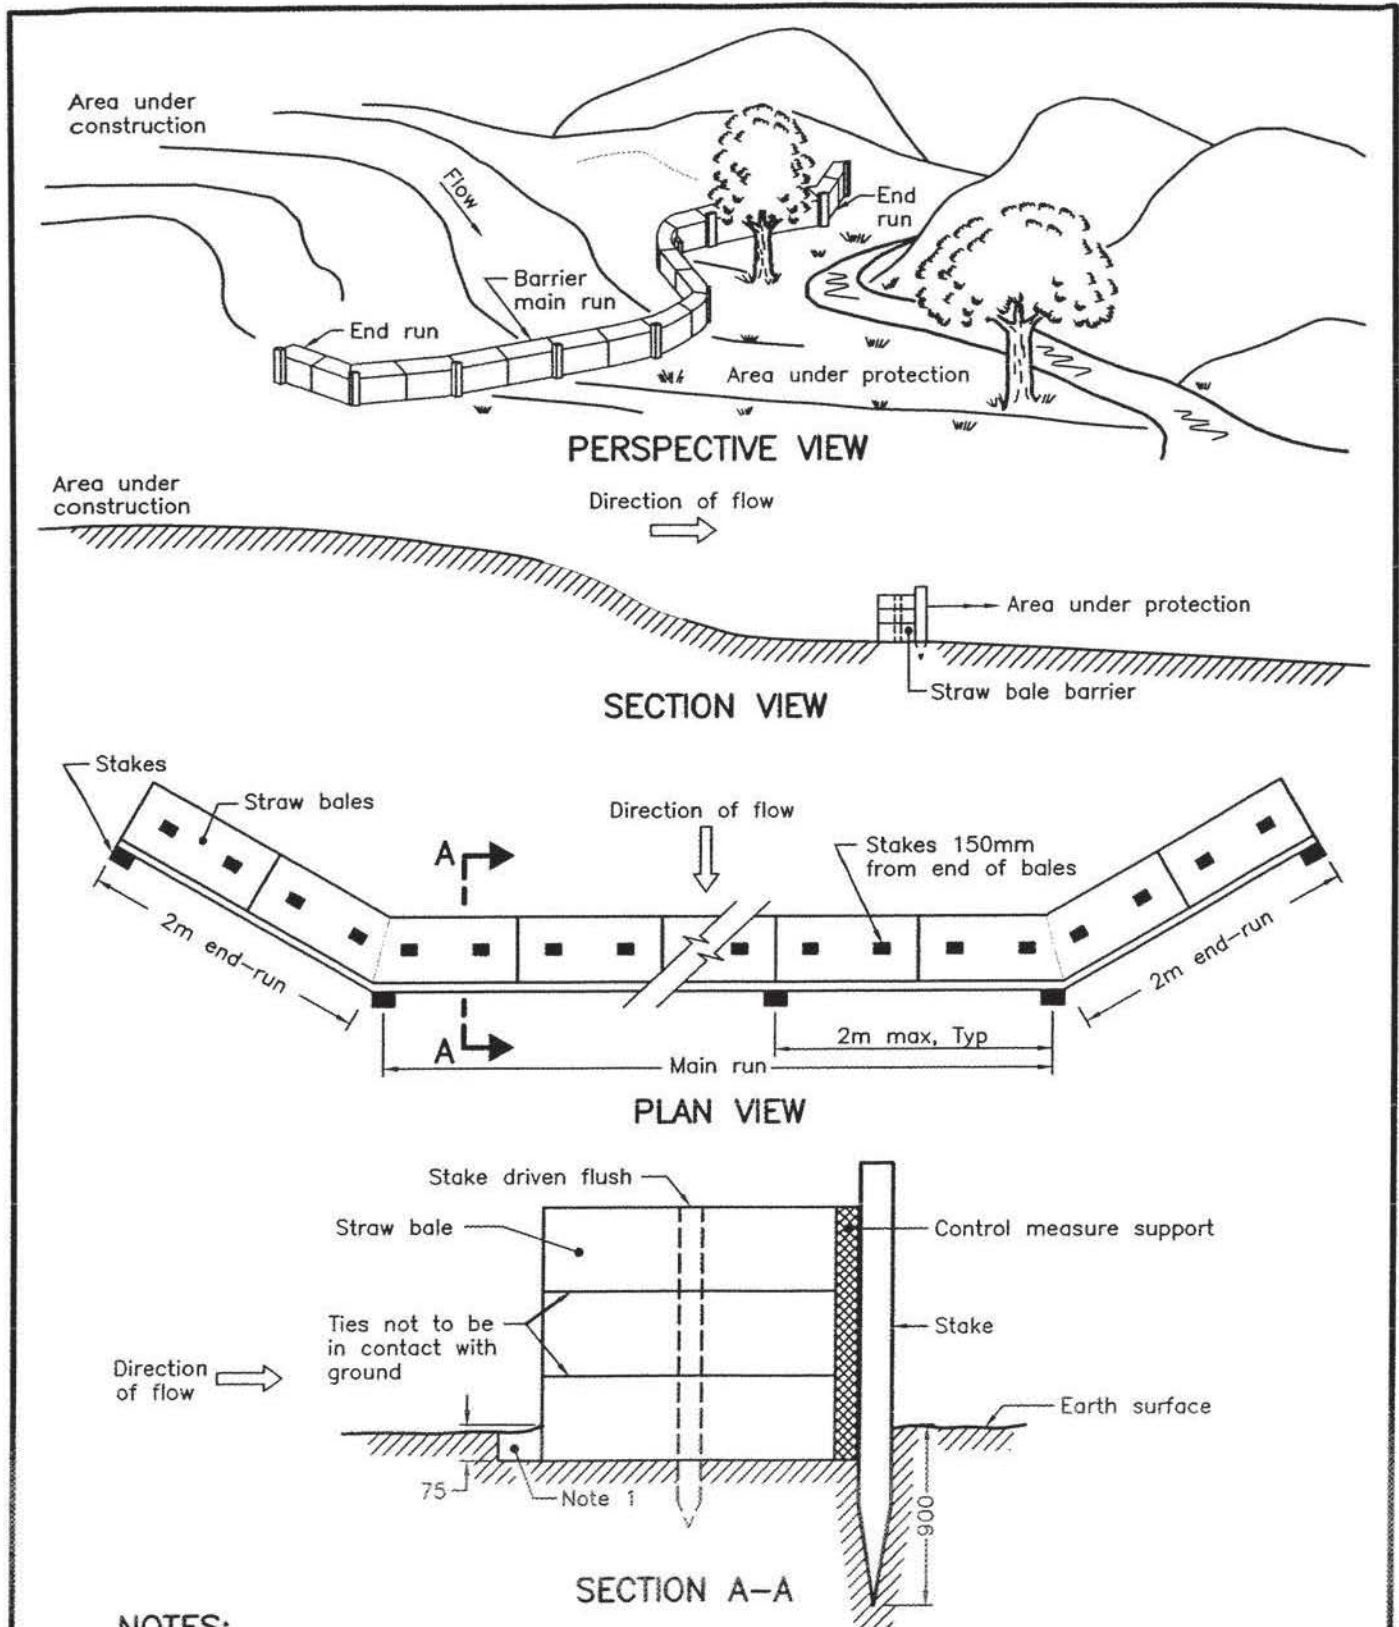 Area under
construction
Flow
End
run
Barrier
main run
End run
Area under protection
PERSPECTIVE VIEW
Area under
construction
Direction of flow
Area under protection
Straw bale barrier
SECTION VIEW
Stakes
Straw bales
Direction of flow
A
Stakes 150mm
from end of bales
2m end-run
2m end-run
A
2m max, Typ
Main run
PLAN VIEW
Stake driven flush
Straw bale
Control measure support
Ties not to be
in contact with
ground
Stake
Direction
of flow
Earth surface
75
Note 1
900
SECTION A-A
NOTES: